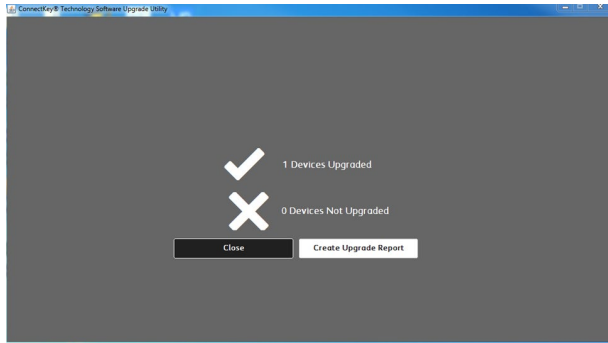 ConnectKey® Technology Software Upgrade Utility
1 Devices Upgraded
0 Devices Not Upgraded
Close
Create Upgrade Report